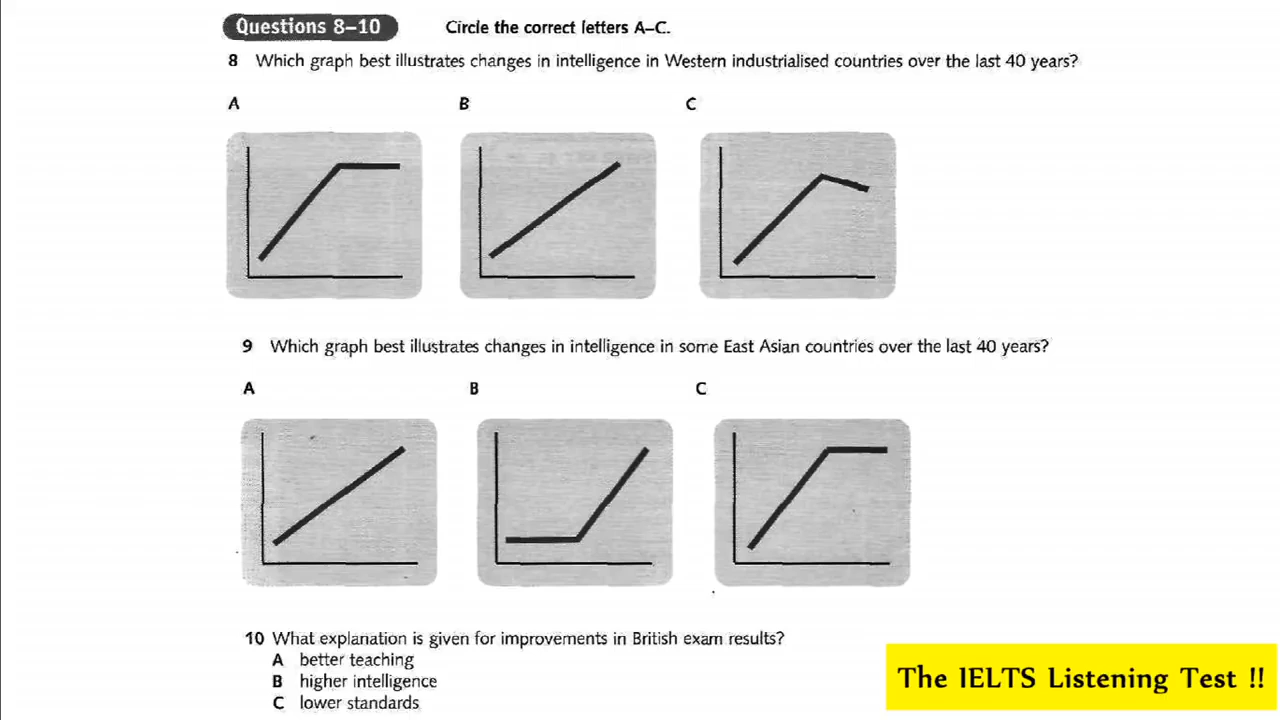 Questions 8–10 Circle the correct letters A–C.
8 Which graph best illustrates changes in intelligence in Western industrialised countries over the last 40 years?
A B C
9 Which graph best illustrates changes in intelligence in some East Asian countries over the last 40 years?
A B C
10 What explanation is given for improvements in British exam results?
A better teaching
B higher intelligence
C lower standards
The IELTS Listening Test !!